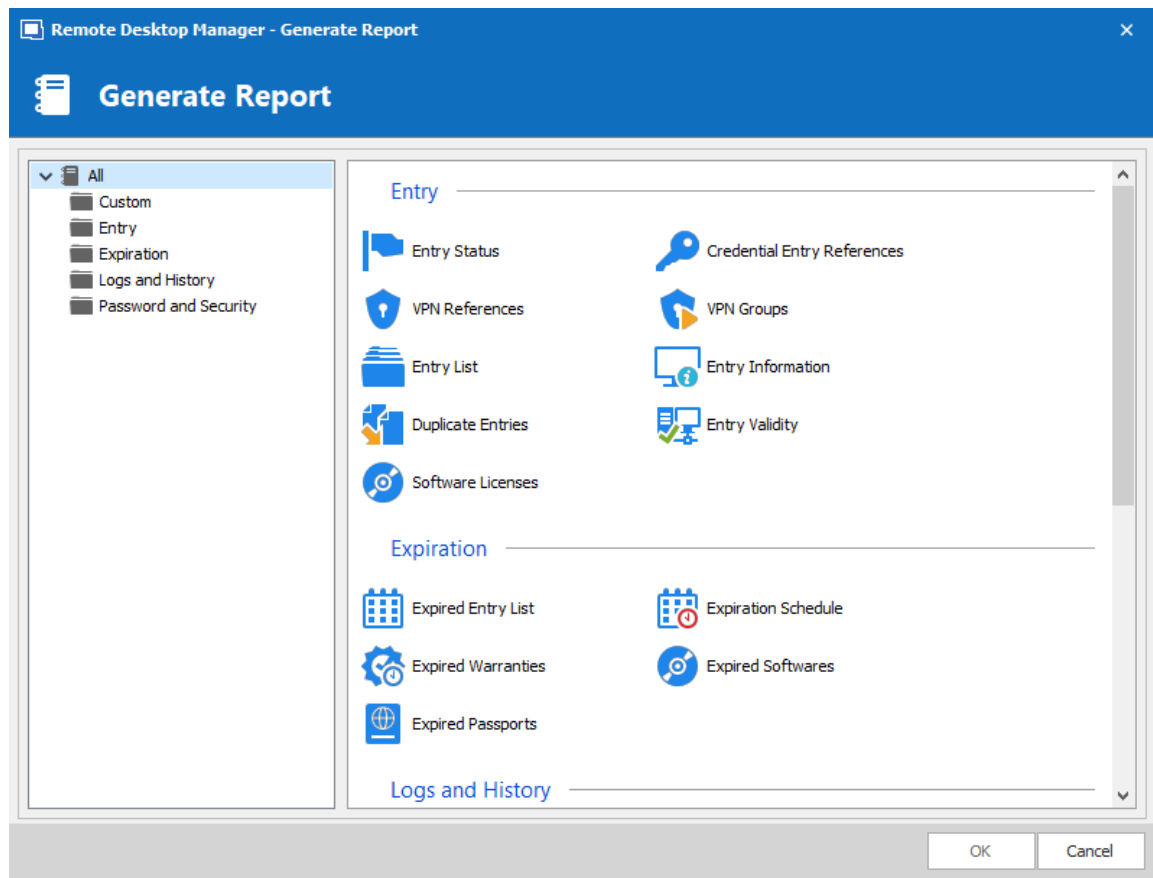 Remote Desktop Manager - Generate Report
Generate Report
All
Custom
Entry
Expiration
Logs and History
Password and Security
Entry
Entry Status
Credential Entry References
VPN References
VPN Groups
Entry List
Entry Information
Duplicate Entries
Entry Validity
Software Licenses
Expiration
Expired Entry List
Expiration Schedule
Expired Warranties
Expired Softwares
Expired Passports
Logs and History
OK
Cancel